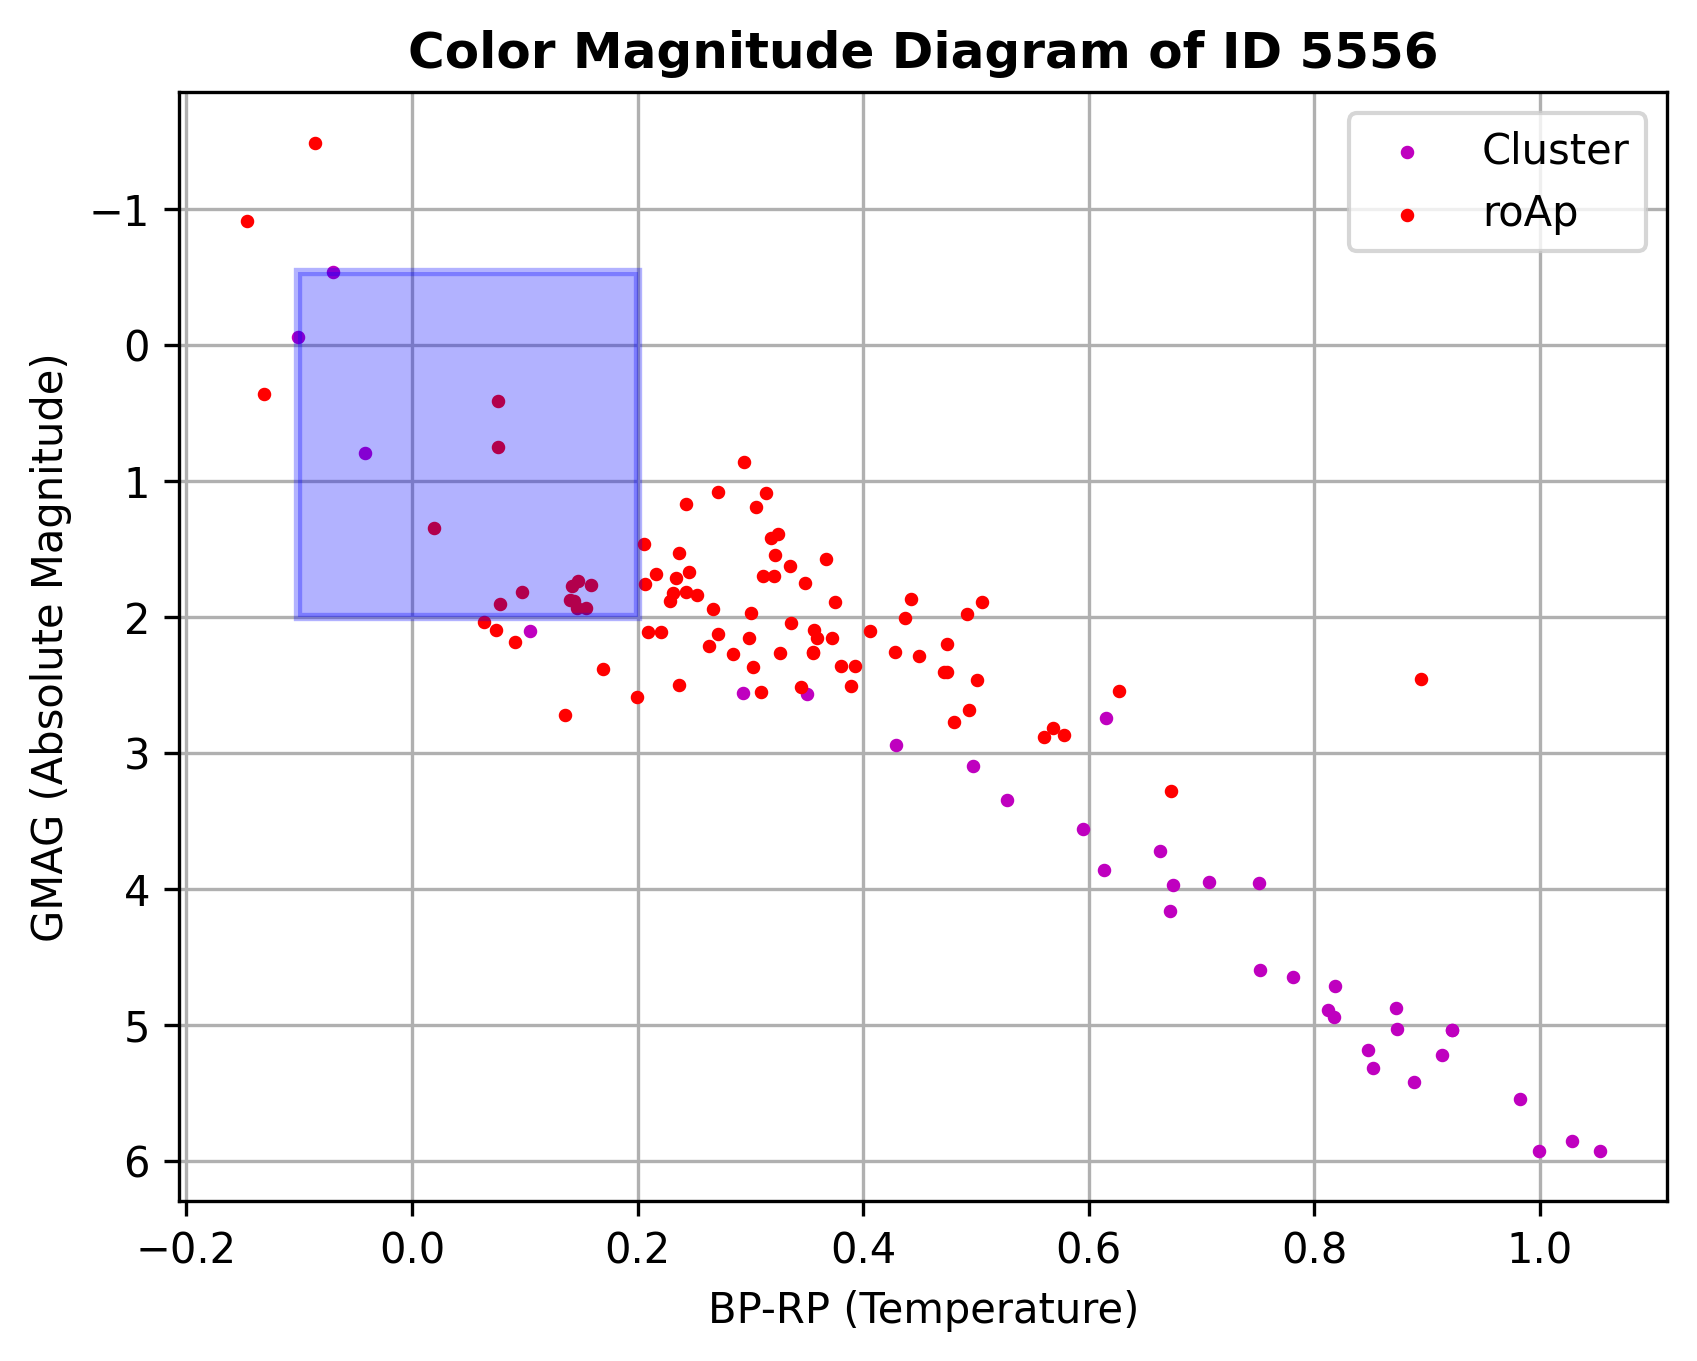 Color Magnitude Diagram of ID 5556
Cluster
roAp
GMAG (Absolute Magnitude)
−1
0
1
2
3
4
5
6
−0.2 0.0 0.2 0.4 0.6 0.8 1.0
BP-RP (Temperature)